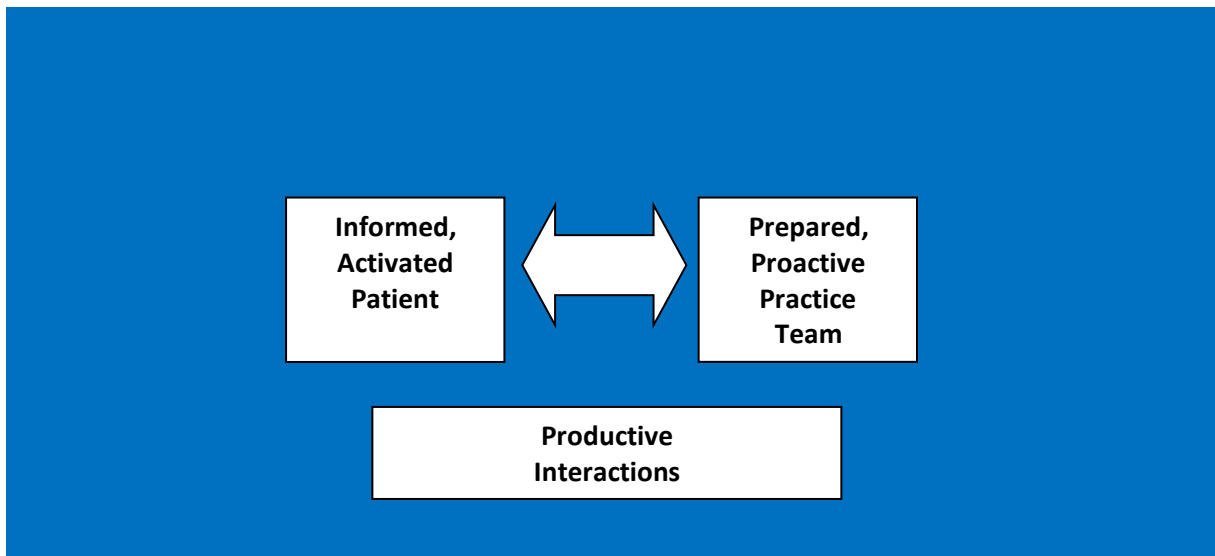 Informed,
Activated
Patient
Prepared,
Proactive
Practice
Team
Productive
Interactions